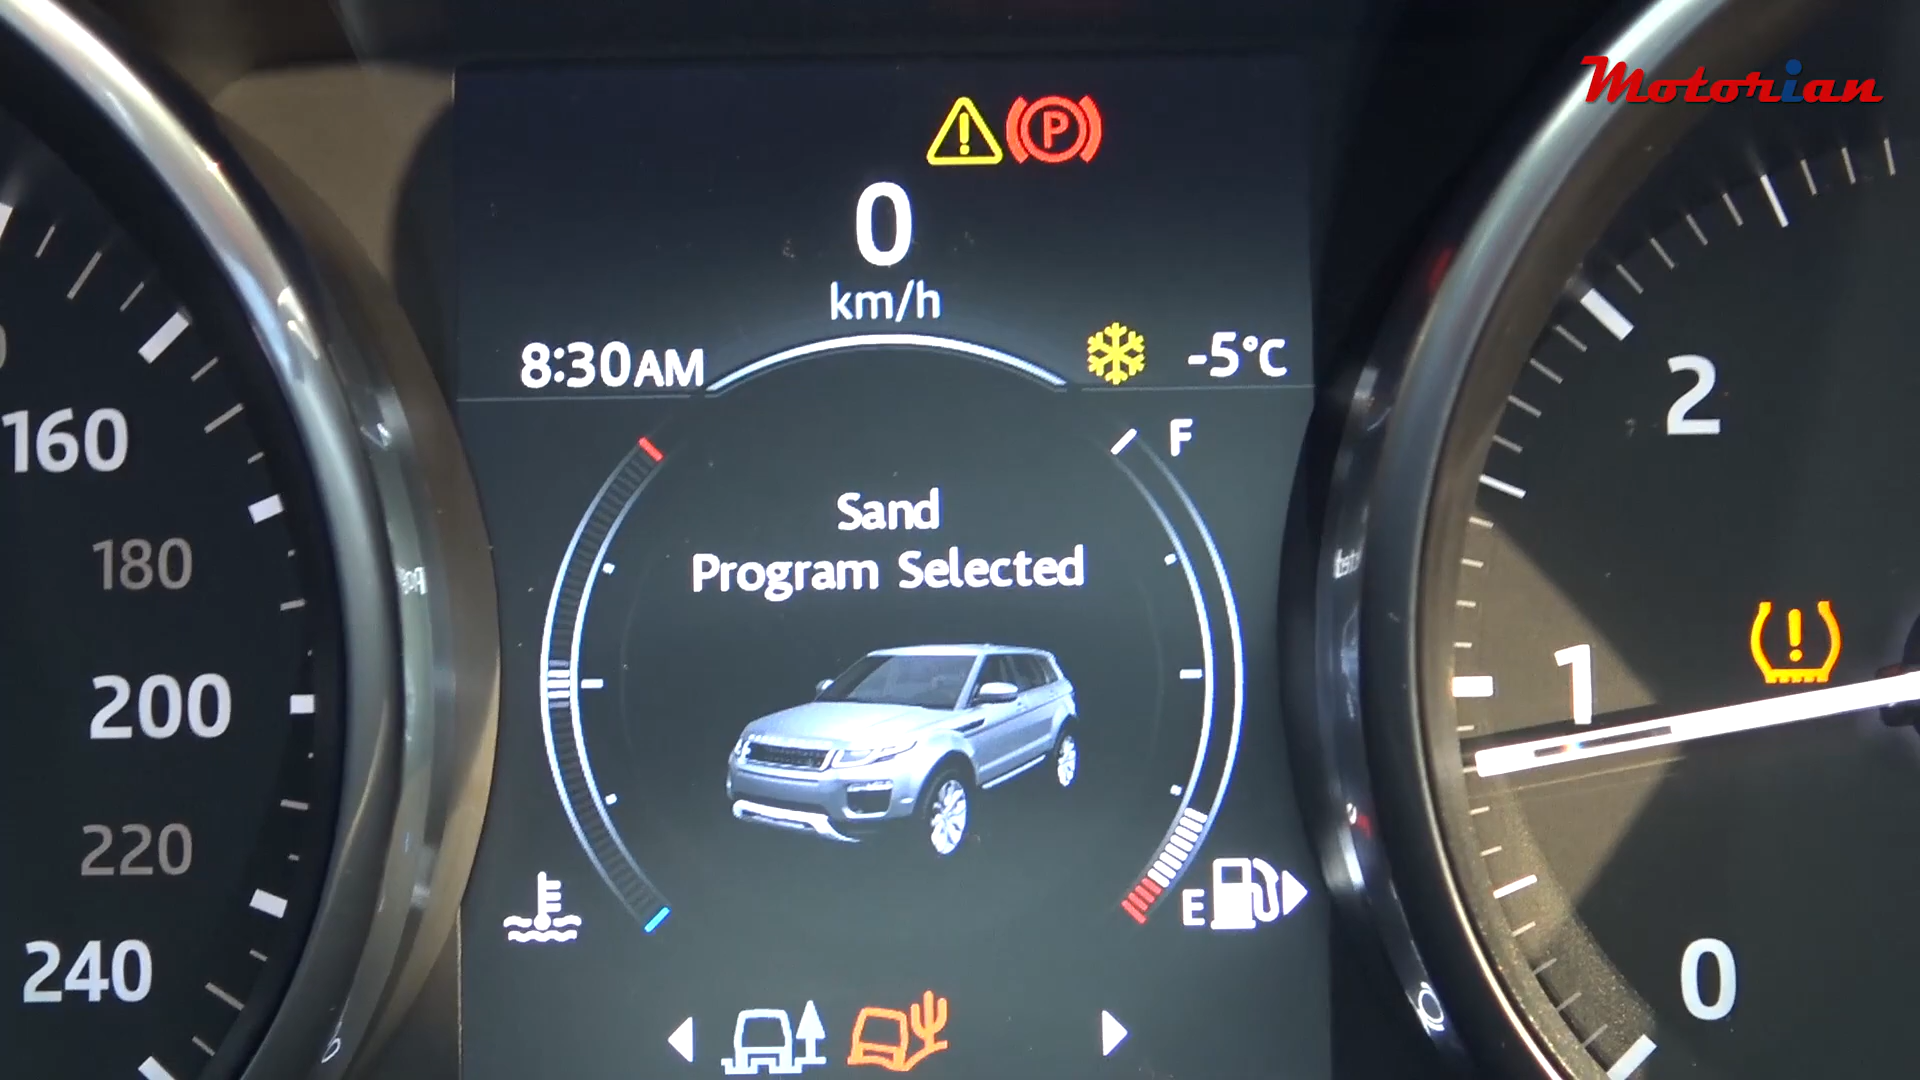 Motorian
P
0
km/h
8:30AM
-5°C
F
Sand
Program Selected
E
160
180
200
220
240
2
1
0